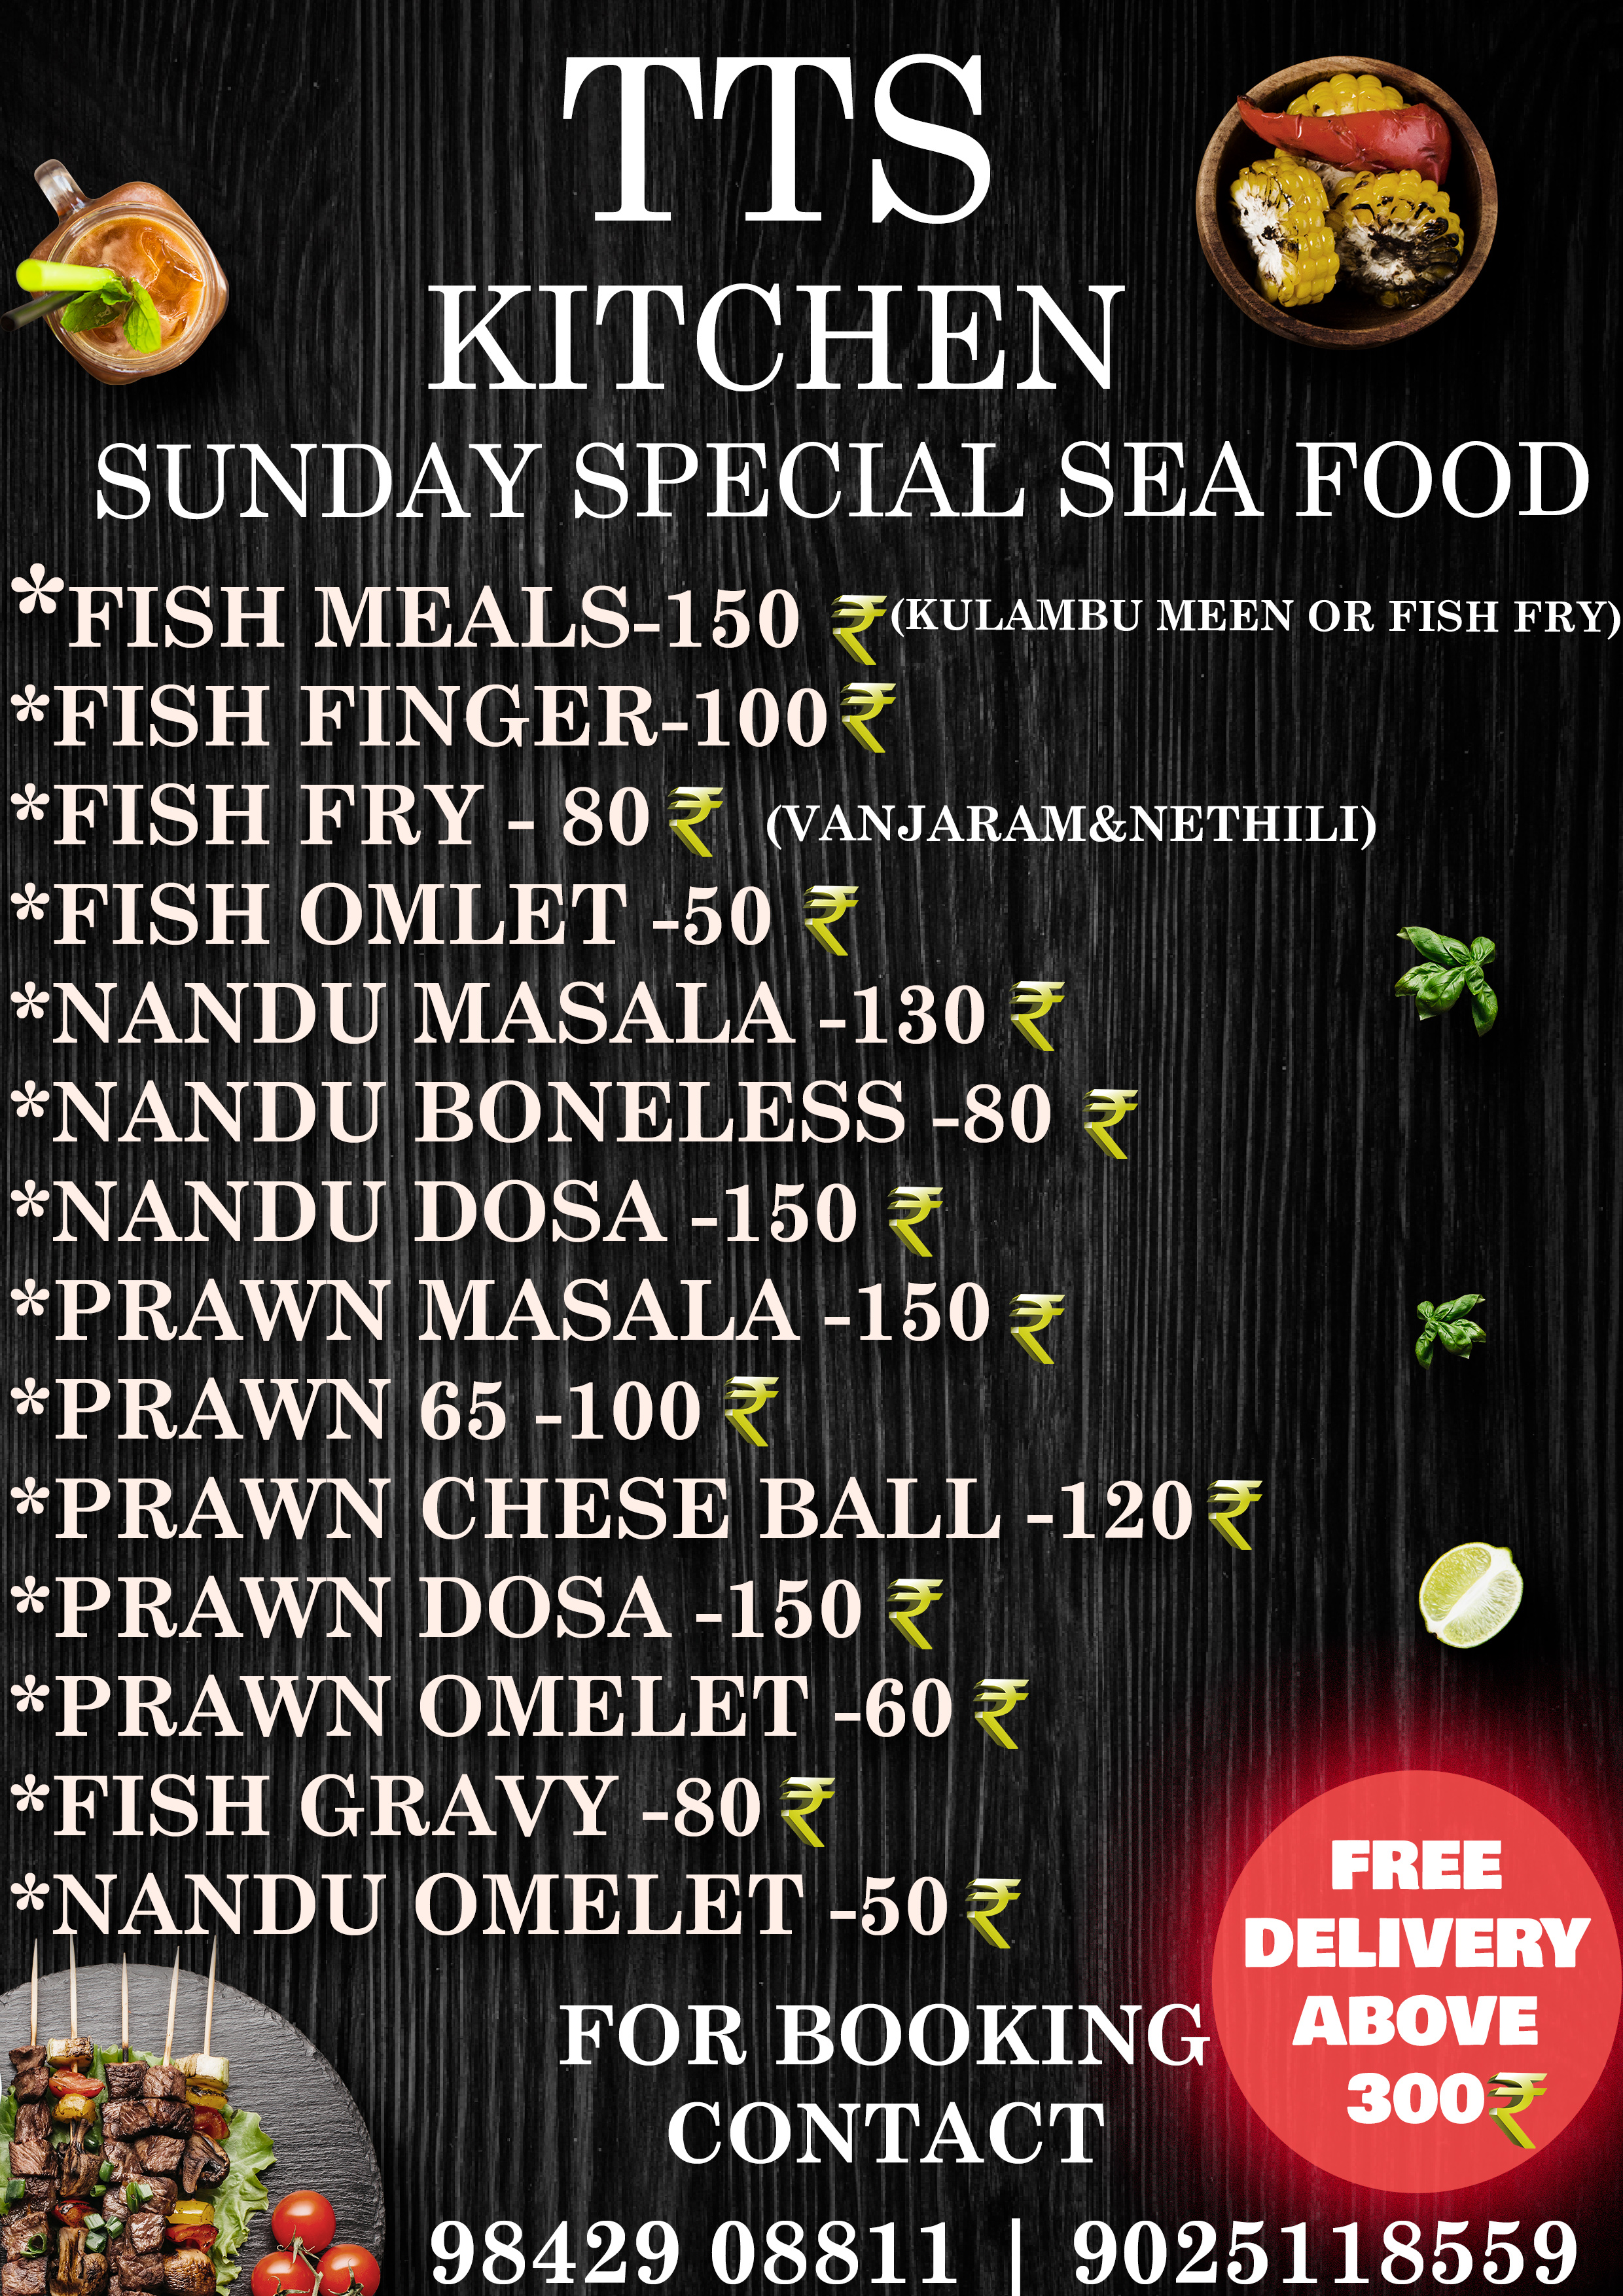 TTS
KITCHEN
SUNDAY SPECIAL SEA FOOD
*FISH MEALS-150 ₹(KULAMBU MEEN OR FISH FRY)
*FISH FINGER-100₹
*FISH FRY - 80 ₹ (VANJARAM&NETHILI)
*FISH OMLET -50 ₹
*NANDU MASALA -130 ₹
*NANDU BONELESS -80 ₹
*NANDU DOSA -150 ₹
*PRAWN MASALA -150 ₹
*PRAWN 65 -100 ₹
*PRAWN CHESE BALL -120₹
*PRAWN DOSA -150 ₹
*PRAWN OMELET -60 ₹
*FISH GRAVY -80 ₹
*NANDU OMELET -50 ₹
FREE
DELIVERY
ABOVE
300₹
FOR BOOKING
CONTACT
98429 08811 | 9025118559